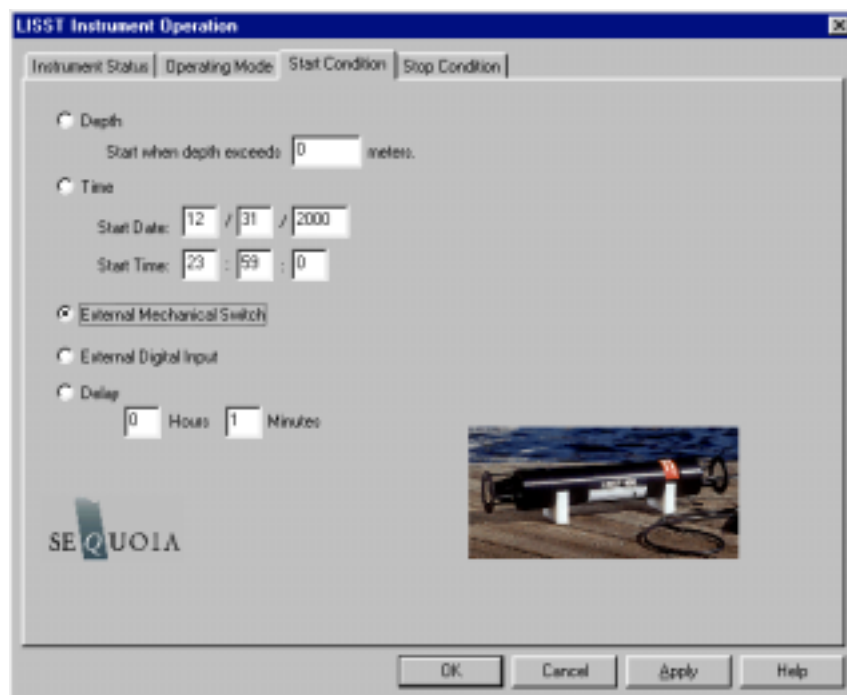 LISST Instrument Operation
Instrument Status Operating Mode Start Condition Stop Condition
Depth
Start when depth exceeds 0 meters.
Time
Start Date: 12 / 31 / 2000
Start Time: 23 : 59 : 0
External Mechanical Switch
External Digital Input
Delay
0 Hours 1 Minutes
SEQUOIA
OK Cancel Apply Help